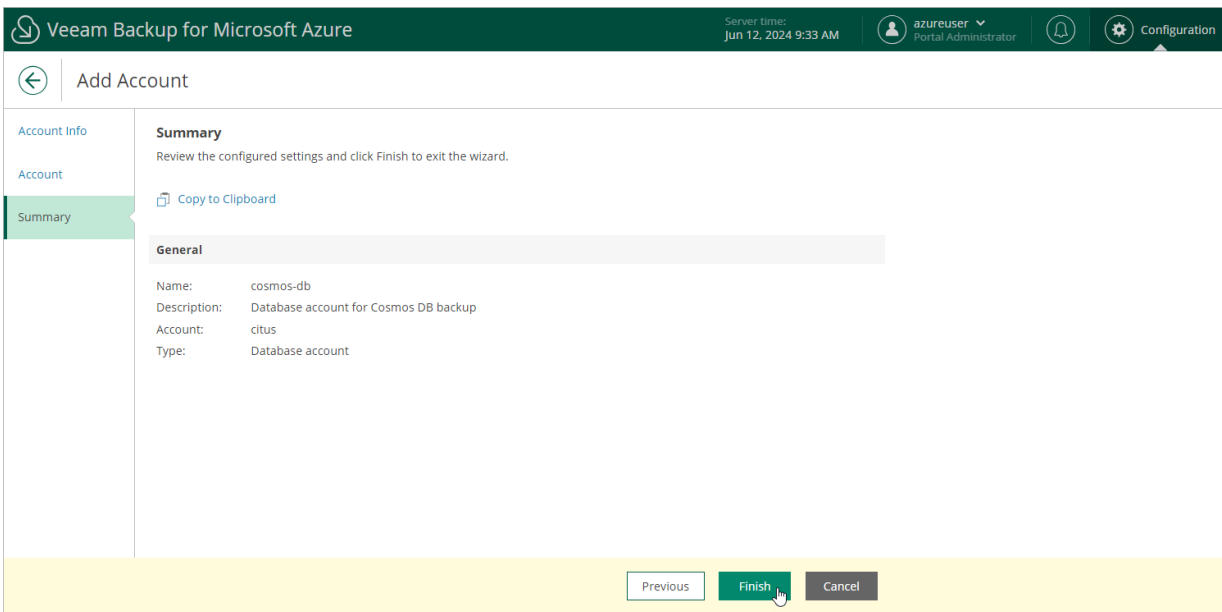 Veeam Backup for Microsoft Azure
Server time:
Jun 12, 2024 9:33 AM
azureuser
Portal Administrator
Configuration
Add Account
Account Info
Account
Summary
Summary
Review the configured settings and click Finish to exit the wizard.
Copy to Clipboard
General
Name: cosmos-db
Description: Database account for Cosmos DB backup
Account: citus
Type: Database account
Previous
Finish
Cancel